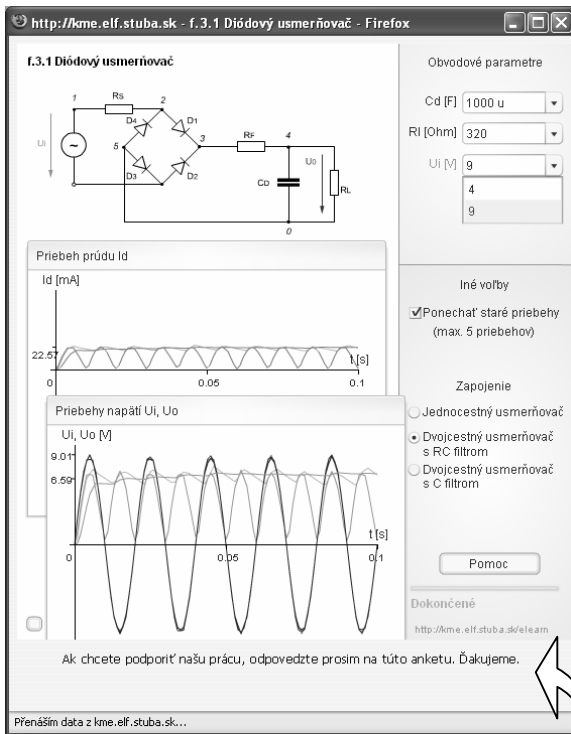 http://kme.elf.stuba.sk - f.3.1 Diódový usmerňovač - Firefox
f.3.1 Diódový usmerňovač
1
Rs
2
D4
D1
Ui
~
5
3
RF
4
D3
D2
CD
Uo
RL
0
Obvodové parametre
Cd [F] 1000 u
Rl [Ohm] 320
Ui [V] 9
4
9
Priebeh prúdu Id
Id [mA]
22.57
t [s]
0
0.05
0.1
Priebehy napätí Ui, Uo
Ui, Uo [V]
9.01
6.59
t [s]
0
0.05
0.1
Iné voľby
Ponechať staré priebehy
(max. 5 priebehov)
Zapojenie
Jednocestný usmerňovač
Dvojcestný usmerňovač
s RC filtrom
Dvojcestný usmerňovač
s C filtrom
Pomoc
Dokončené
http://kme.elf.stuba.sk/elearn
Ak chcete podporiť našu prácu, odpovedzte prosim na túto anketu. Ďakujeme.
Přenáším data z kme.elf.stuba.sk...